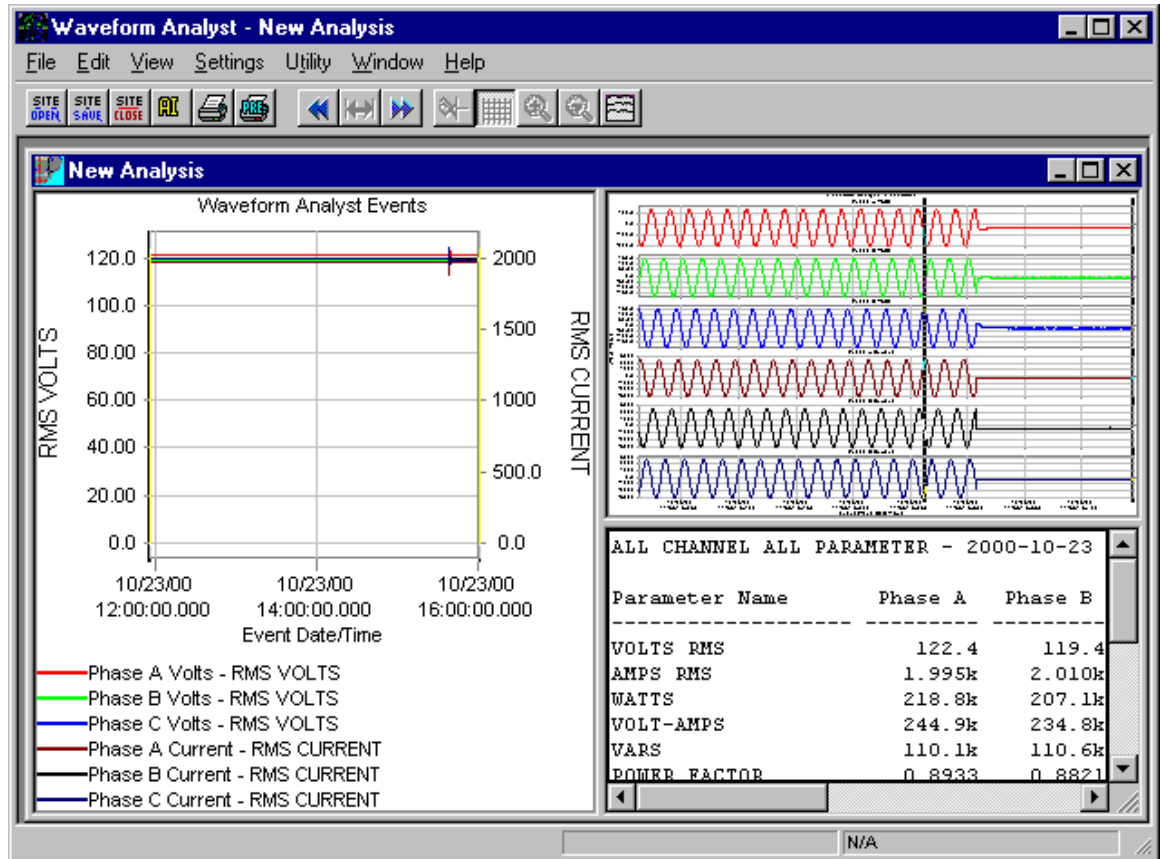 Waveform Analyst - New Analysis
File Edit View Settings Utility Window Help
SITE OPEN SITE SAVE SITE CLOSE AI PRE
New Analysis
Waveform Analyst Events
120.0
100.0
80.00
60.00
40.00
20.00
0.0
RMS VOLTS
2000
1500
1000
500.0
0.0
RMS CURRENT
10/23/00 10/23/00 10/23/00
12:00:00.000 14:00:00.000 16:00:00.000
Event Date/Time
Phase A Volts - RMS VOLTS
Phase B Volts - RMS VOLTS
Phase C Volts - RMS VOLTS
Phase A Current - RMS CURRENT
Phase B Current - RMS CURRENT
Phase C Current - RMS CURRENT
ALL CHANNEL ALL PARAMETER - 2000-10-23
Parameter Name Phase A Phase B
-------------------- --------- ---------
VOLTS RMS 122.4 119.4
AMPS RMS 1.995k 2.010k
WATTS 218.8k 207.1k
VOLT-AMPS 244.9k 234.8k
VARS 110.1k 110.6k
POWER FACTOR 0.8933 0.8821
N/A